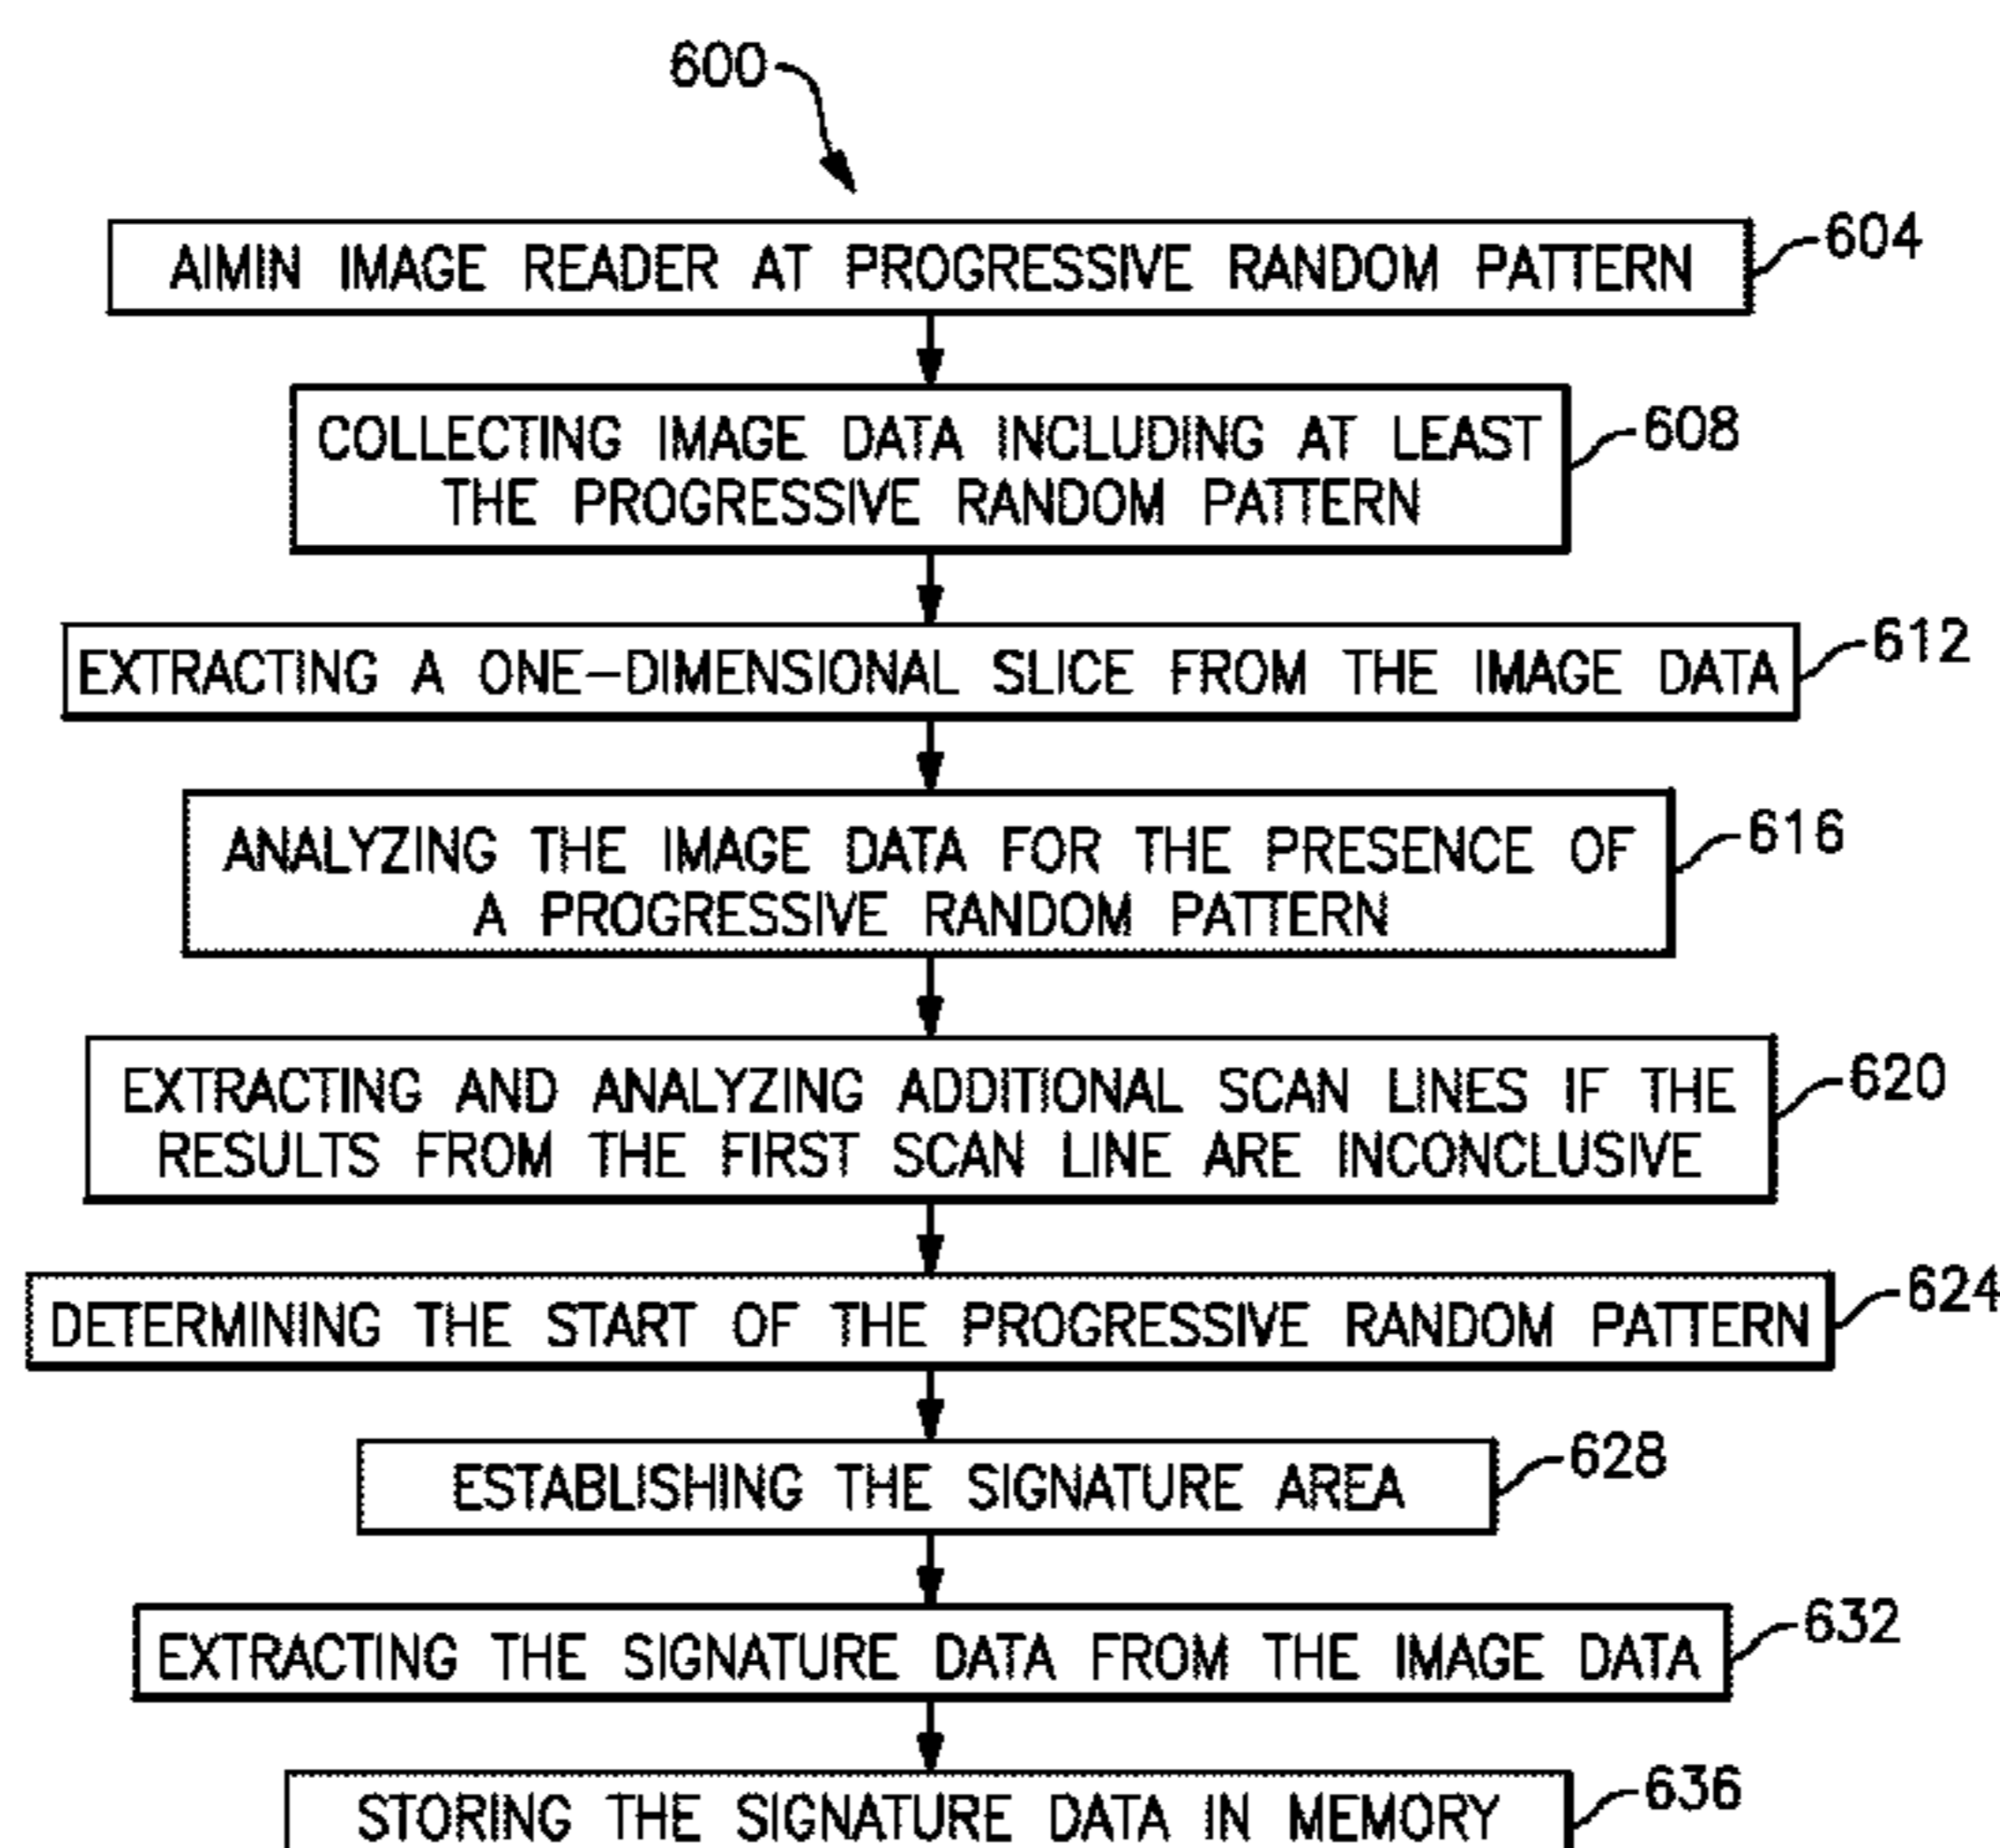 600
AIMIN IMAGE READER AT PROGRESSIVE RANDOM PATTERN
604
COLLECTING IMAGE DATA INCLUDING AT LEAST
THE PROGRESSIVE RANDOM PATTERN
608
EXTRACTING A ONE-DIMENSIONAL SLICE FROM THE IMAGE DATA
612
ANALYZING THE IMAGE DATA FOR THE PRESENCE OF
A PROGRESSIVE RANDOM PATTERN
616
EXTRACTING AND ANALYZING ADDITIONAL SCAN LINES IF THE
RESULTS FROM THE FIRST SCAN LINE ARE INCONCLUSIVE
620
DETERMINING THE START OF THE PROGRESSIVE RANDOM PATTERN
624
ESTABLISHING THE SIGNATURE AREA
628
EXTRACTING THE SIGNATURE DATA FROM THE IMAGE DATA
632
STORING THE SIGNATURE DATA IN MEMORY
636